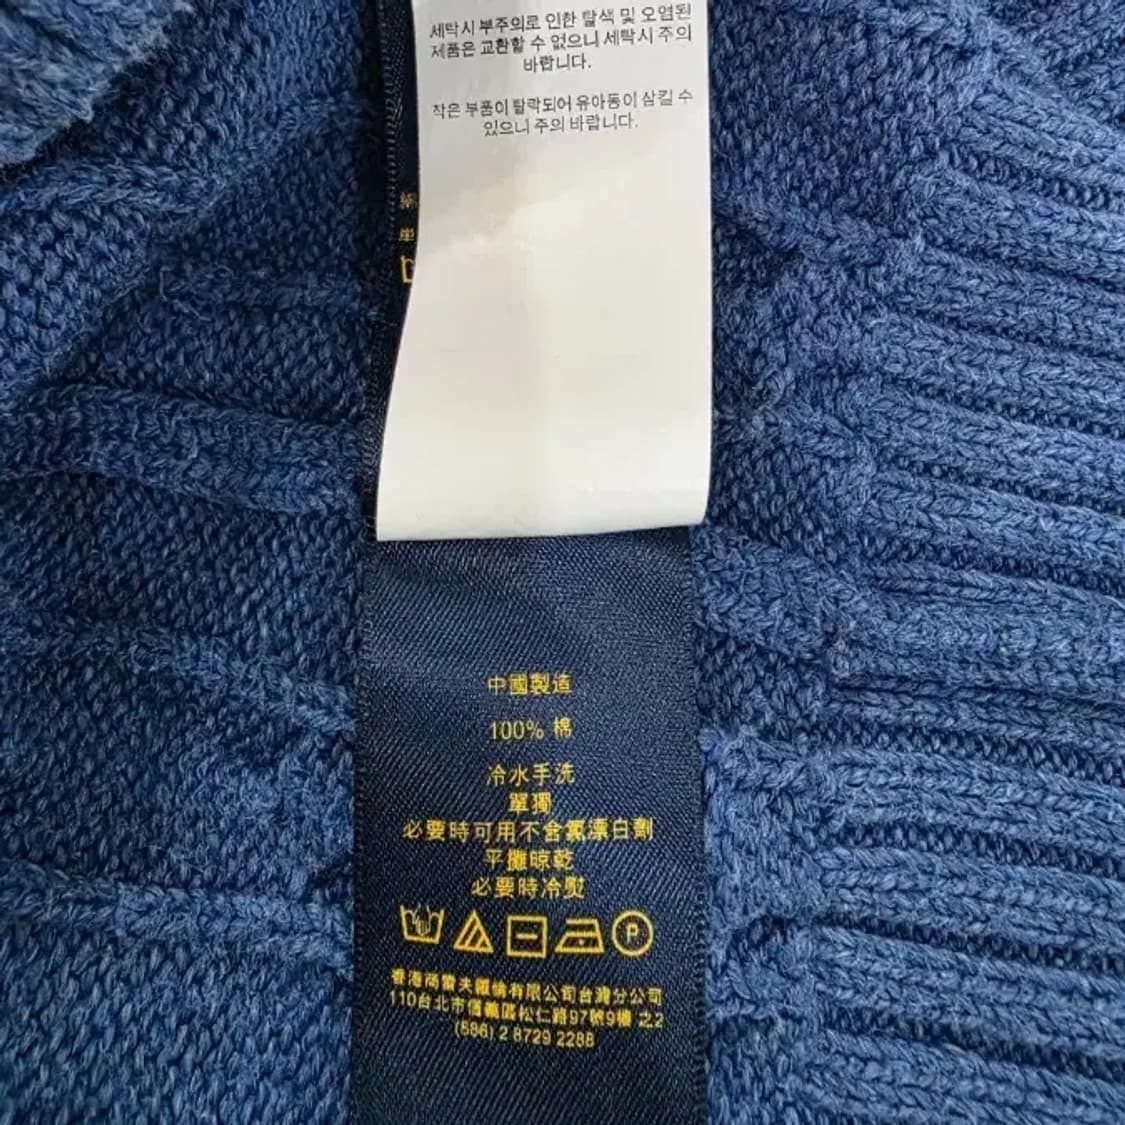 세탁시 부주의로 인한 탈색 및 오염된
제품은 교환할 수 없으니 세탁시 주의
바랍니다.
작은 부품이 탈락되어 유아동이 삼킬 수
있으니 주의 바랍니다.
中國製造
100% 棉
冷水手洗
單獨
必要時可用不含氯漂白劑
平攤晾乾
必要時冷熨
P
香港商羅夫羅倫有限公司台灣分公司
110台北市信義區松仁路97號9樓 之2
(886) 2 8729 2288